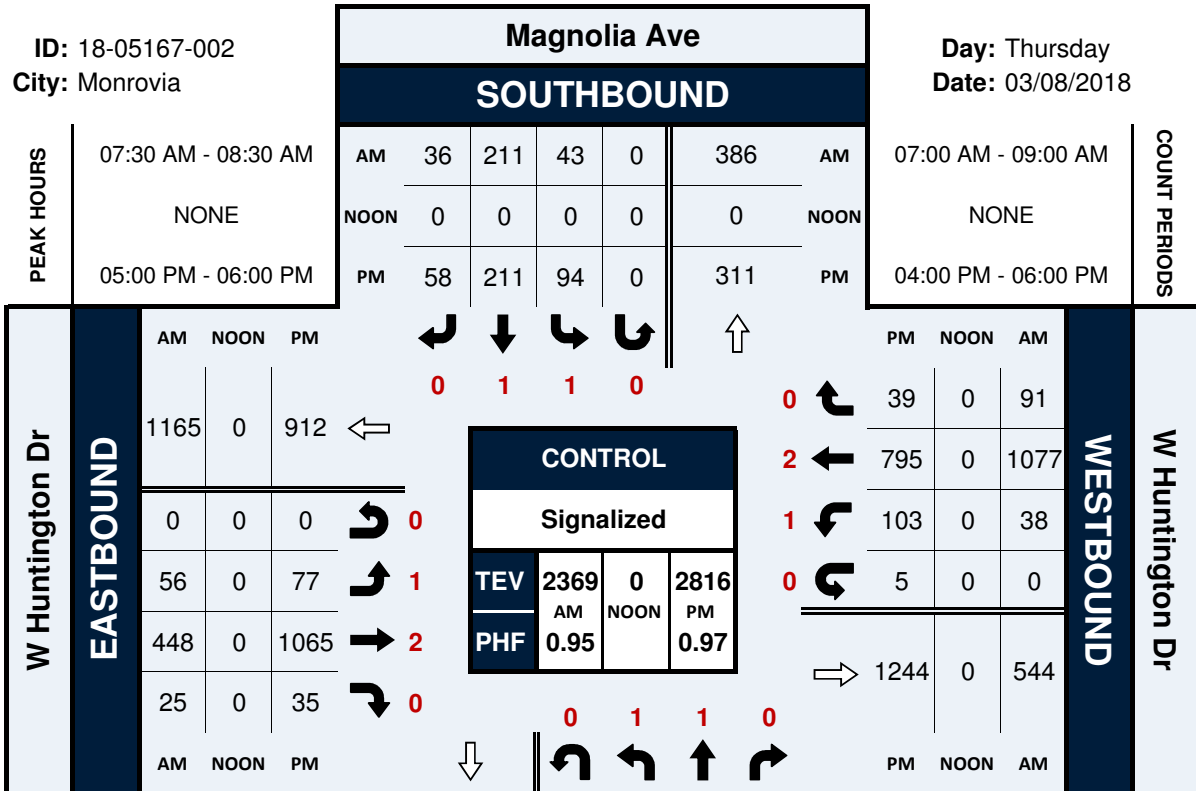 ID: 18-05167-002
City: Monrovia
Magnolia Ave
SOUTHBOUND
Day: Thursday
Date: 03/08/2018
PEAK HOURS
07:30 AM - 08:30 AM
NONE
05:00 PM - 06:00 PM
AM 36 211 43 0 386 AM
NOON 0 0 0 0 0 NOON
PM 58 211 94 0 311 PM
07:00 AM - 09:00 AM
NONE
04:00 PM - 06:00 PM
COUNT PERIODS
0 1 1 0
W Huntington Dr
EASTBOUND
AM NOON PM
1165 0 912
0 0 0 0
56 0 77 1
448 0 1065 2
25 0 35 0
AM NOON PM
CONTROL
Signalized
TEV 2369 0 2816
AM NOON PM
PHF 0.95 0.97
PM NOON AM
0 39 0 91
2 795 0 1077
1 103 0 38
0 5 0 0
1244 0 544
PM NOON AM
WESTBOUND
W Huntington Dr
0 1 1 0